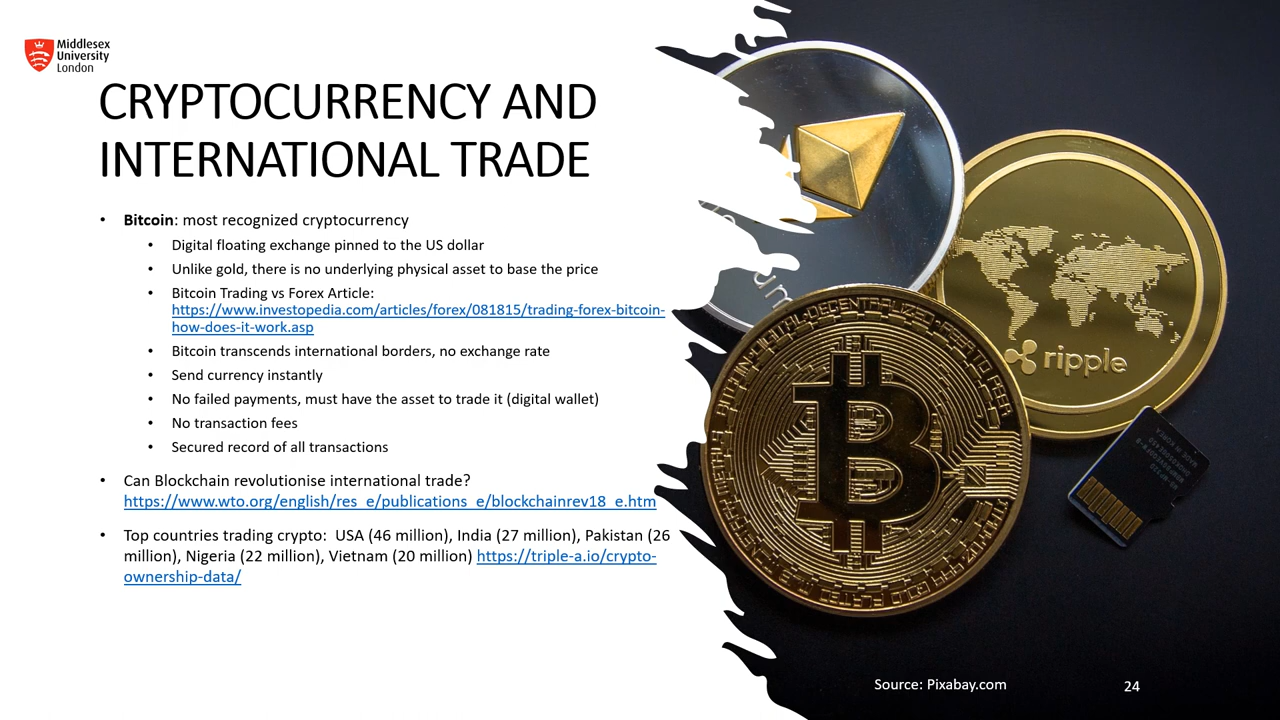 Middlesex
University
London
CRYPTOCURRENCY AND
INTERNATIONAL TRADE
• Bitcoin: most recognized cryptocurrency
• Digital floating exchange pinned to the US dollar
• Unlike gold, there is no underlying physical asset to base the price
• Bitcoin Trading vs Forex Article:
https://www.investopedia.com/articles/forex/081815/trading-forex-bitcoin-
how-does-it-work.asp
• Bitcoin transcends international borders, no exchange rate
• Send currency instantly
• No failed payments, must have the asset to trade it (digital wallet)
• No transaction fees
• Secured record of all transactions
• Can Blockchain revolutionise international trade?
https://www.wto.org/english/res_e/publications_e/blockchainrev18_e.htm
• Top countries trading crypto:  USA (46 million), India (27 million), Pakistan (26
million), Nigeria (22 million), Vietnam (20 million) https://triple-a.io/crypto-
ownership-data/
ripple
MADE IN KOREA
Source: Pixabay.com
24